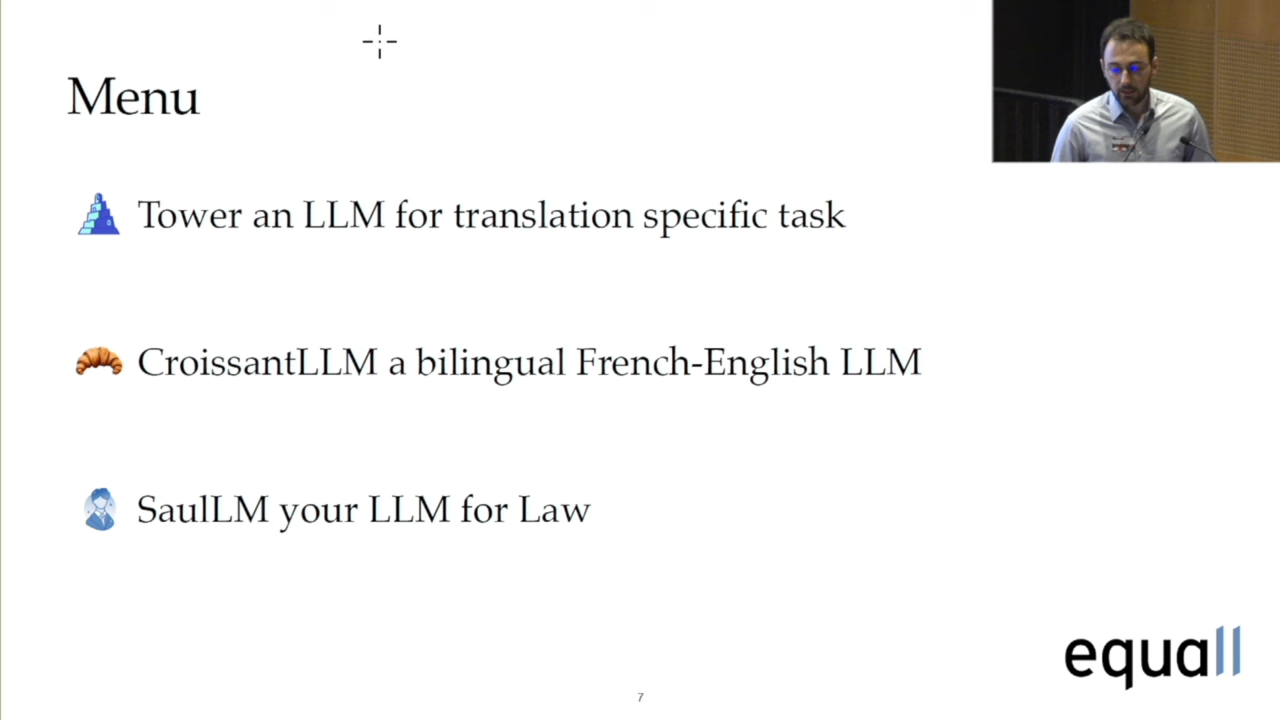 Menu
Tower an LLM for translation specific task
CroissantLLM a bilingual French-English LLM
SaulLM your LLM for Law
equall
7